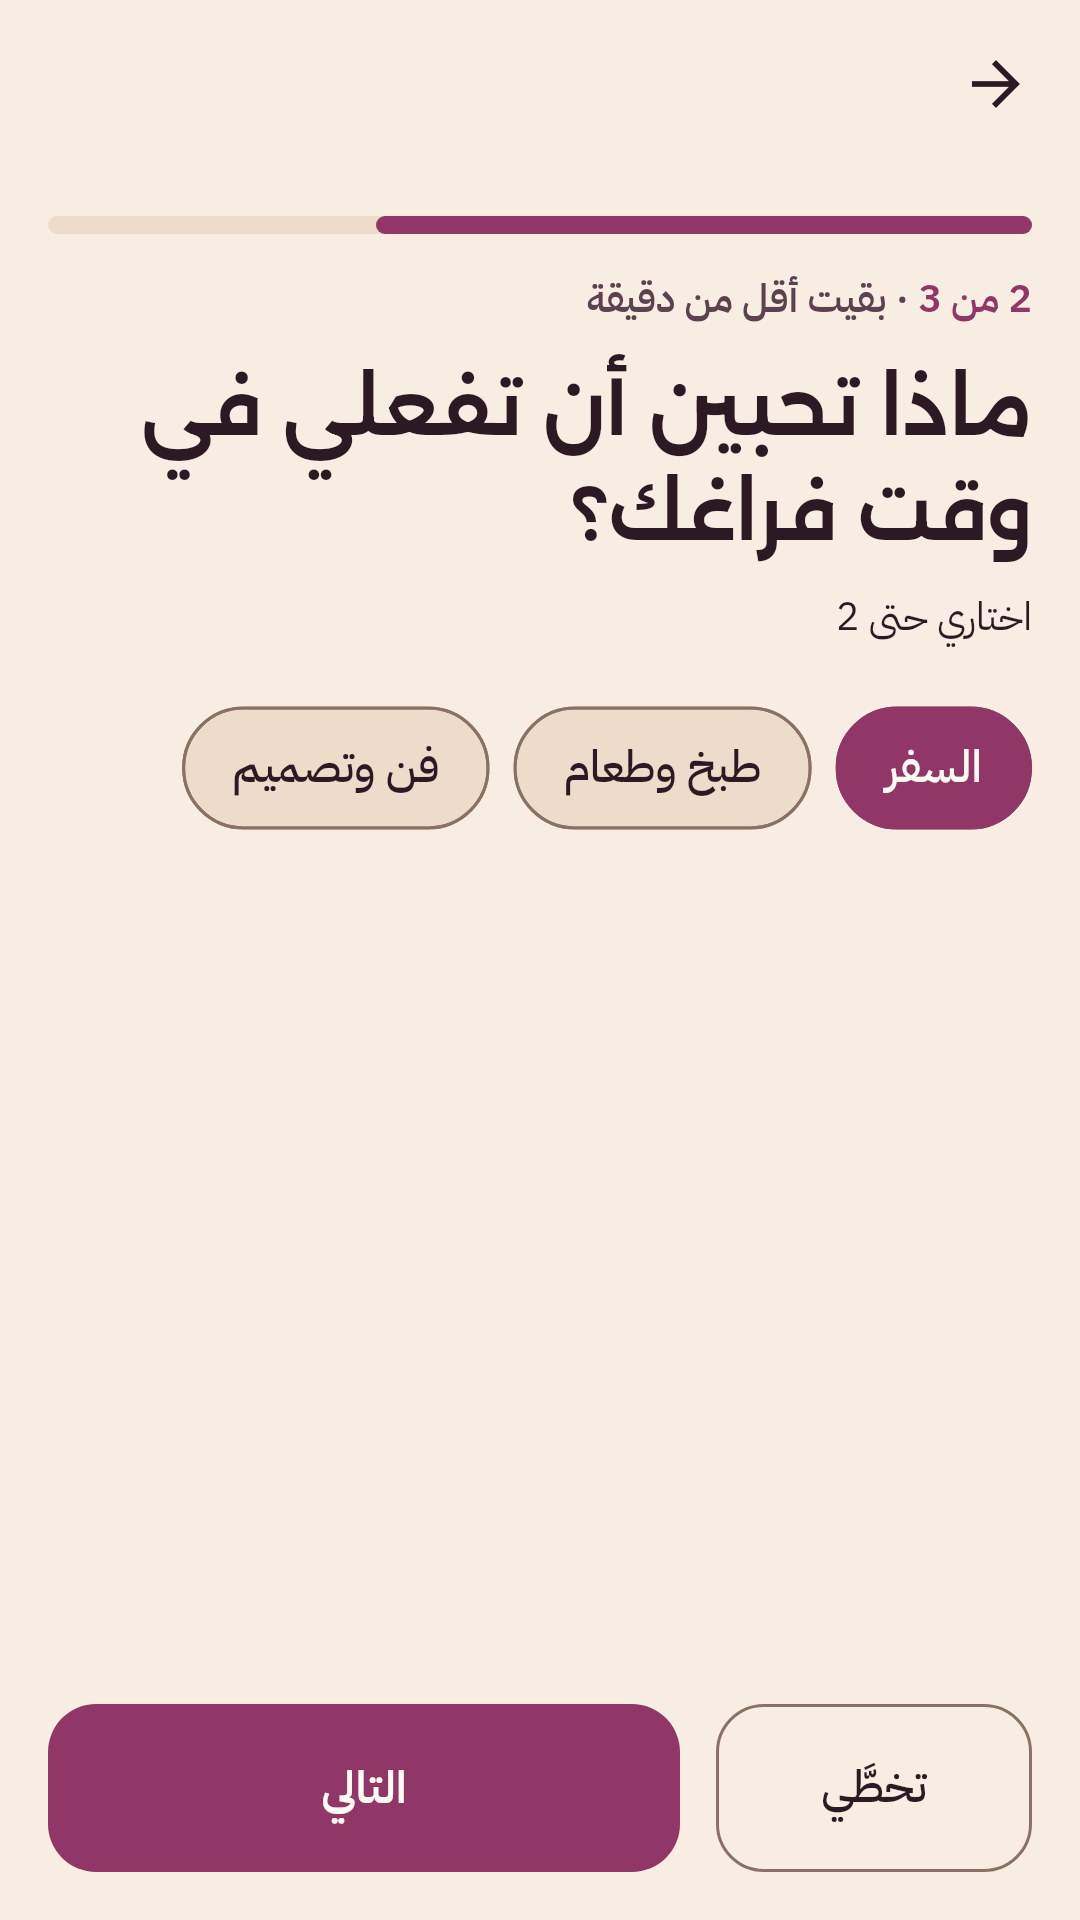 2 من 3 · بقيت أقل من دقيقة
ماذا تحبين أن تفعلي في
وقت فراغك؟
اختاري حتى 2
السفر
طبخ وطعام
فن وتصميم
تخطَّي
التالي